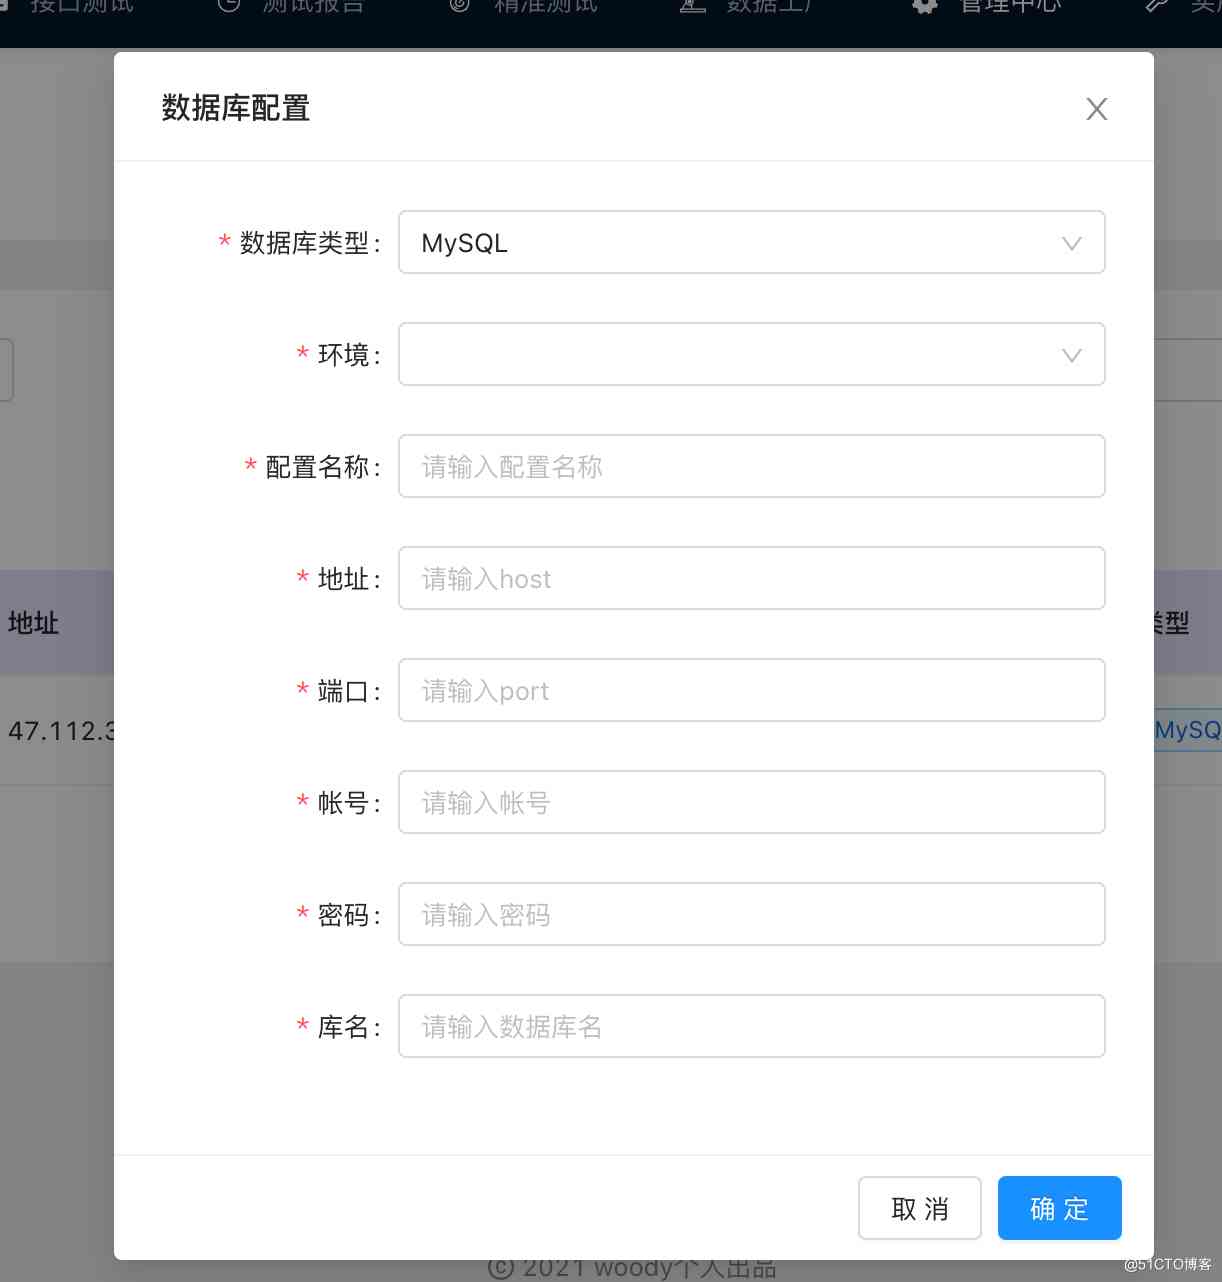 接口测试 测试报告 精准测试 数据工厂 管理中心
数据库配置
* 数据库类型: MySQL
* 环境:
* 配置名称: 请输入配置名称
* 地址: 请输入host
地址
类型
* 端口: 请输入port
47.112.3
MySQ
* 帐号: 请输入帐号
* 密码: 请输入密码
* 库名: 请输入数据库名
取 消 确 定
© 2021 woody个人出品
@51CTO博客